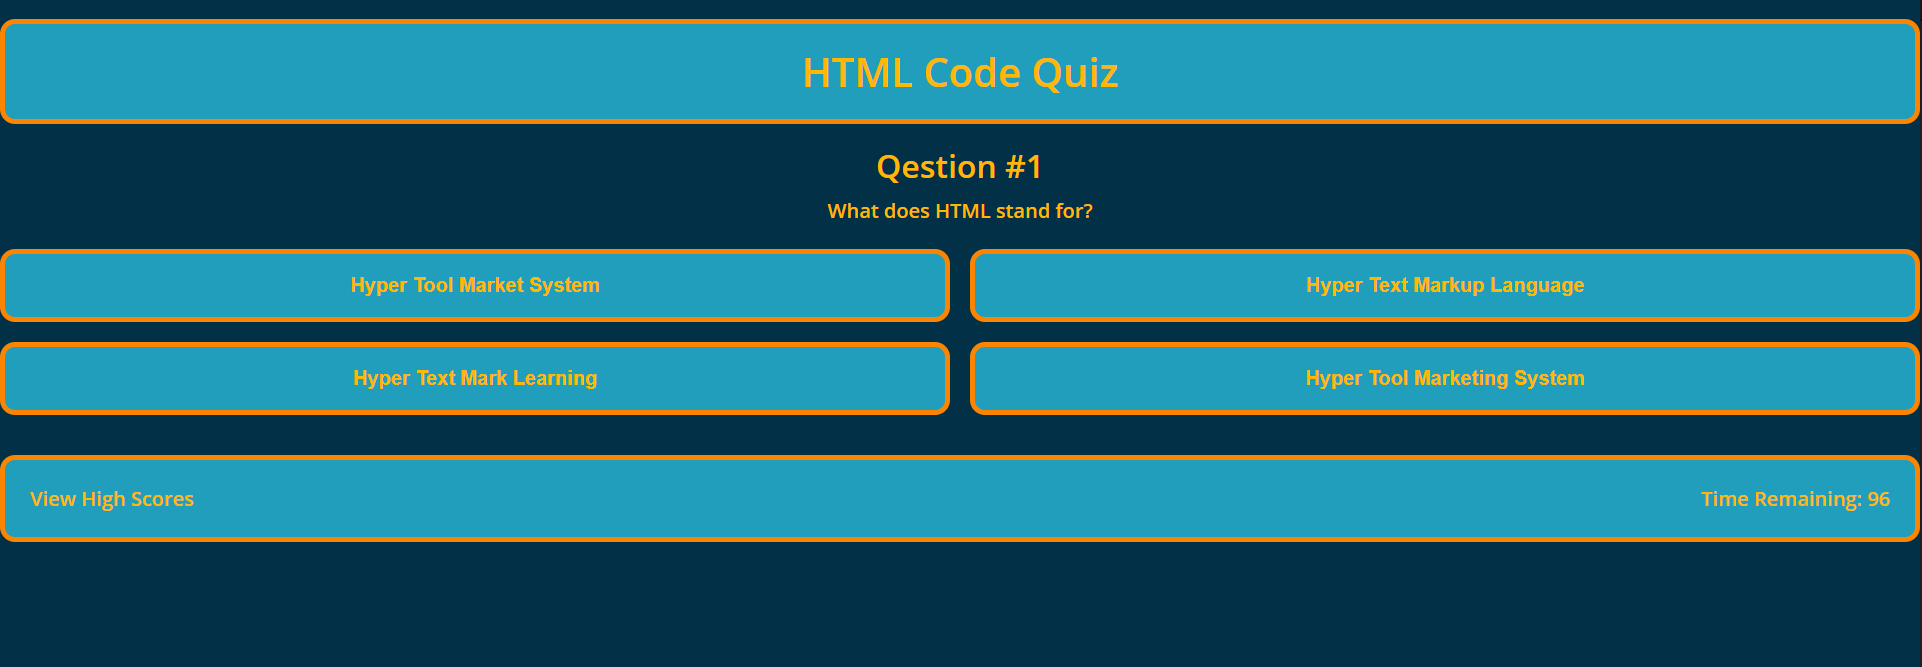 HTML Code Quiz
Qestion #1
What does HTML stand for?
Hyper Tool Market System
Hyper Text Markup Language
Hyper Text Mark Learning
Hyper Tool Marketing System
View High Scores
Time Remaining: 96